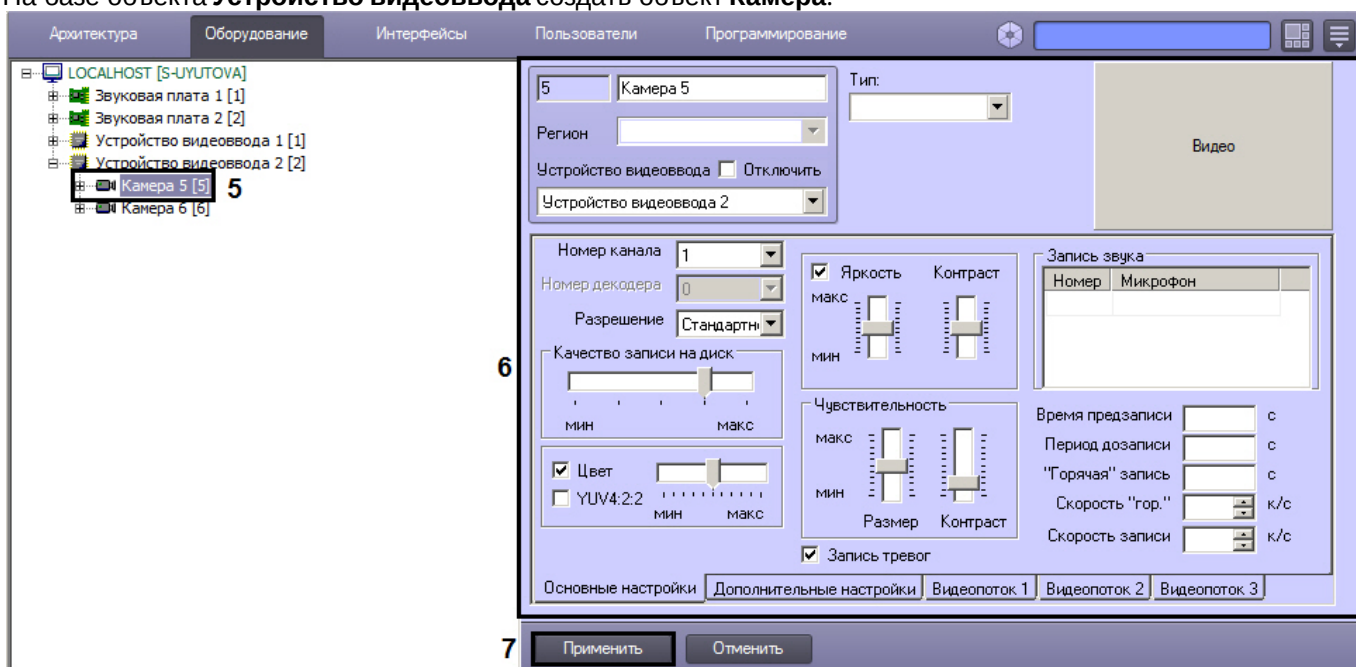 На базе объекта Устройство видеоввода создать объект Камера.
Архитектура Оборудование Интерфейсы Пользователи Программирование
LOCALHOST [S-UYUTOVA]
Звуковая плата 1 [1]
Звуковая плата 2 [2]
Устройство видеоввода 1 [1]
Устройство видеоввода 2 [2]
Камера 5 [5]
5
Камера 6 [6]
5 Камера 5
Тип:
Регион
Устройство видеоввода Отключить
Устройство видеоввода 2
Видео
6
Номер канала 1
Номер декодера 0
Разрешение Стандартн
Качество записи на диск
мин макс
Цвет
YUV4:2:2
мин макс
Яркость Контраст
макс
мин
Чувствительность
макс
мин
Размер Контраст
Запись тревог
Запись звука
Номер Микрофон
Время предзаписи с
Период дозаписи с
"Горячая" запись с
Скорость "гор." к/с
Скорость записи к/с
Основные настройки Дополнительные настройки Видеопоток 1 Видеопоток 2 Видеопоток 3
7
Применить Отменить